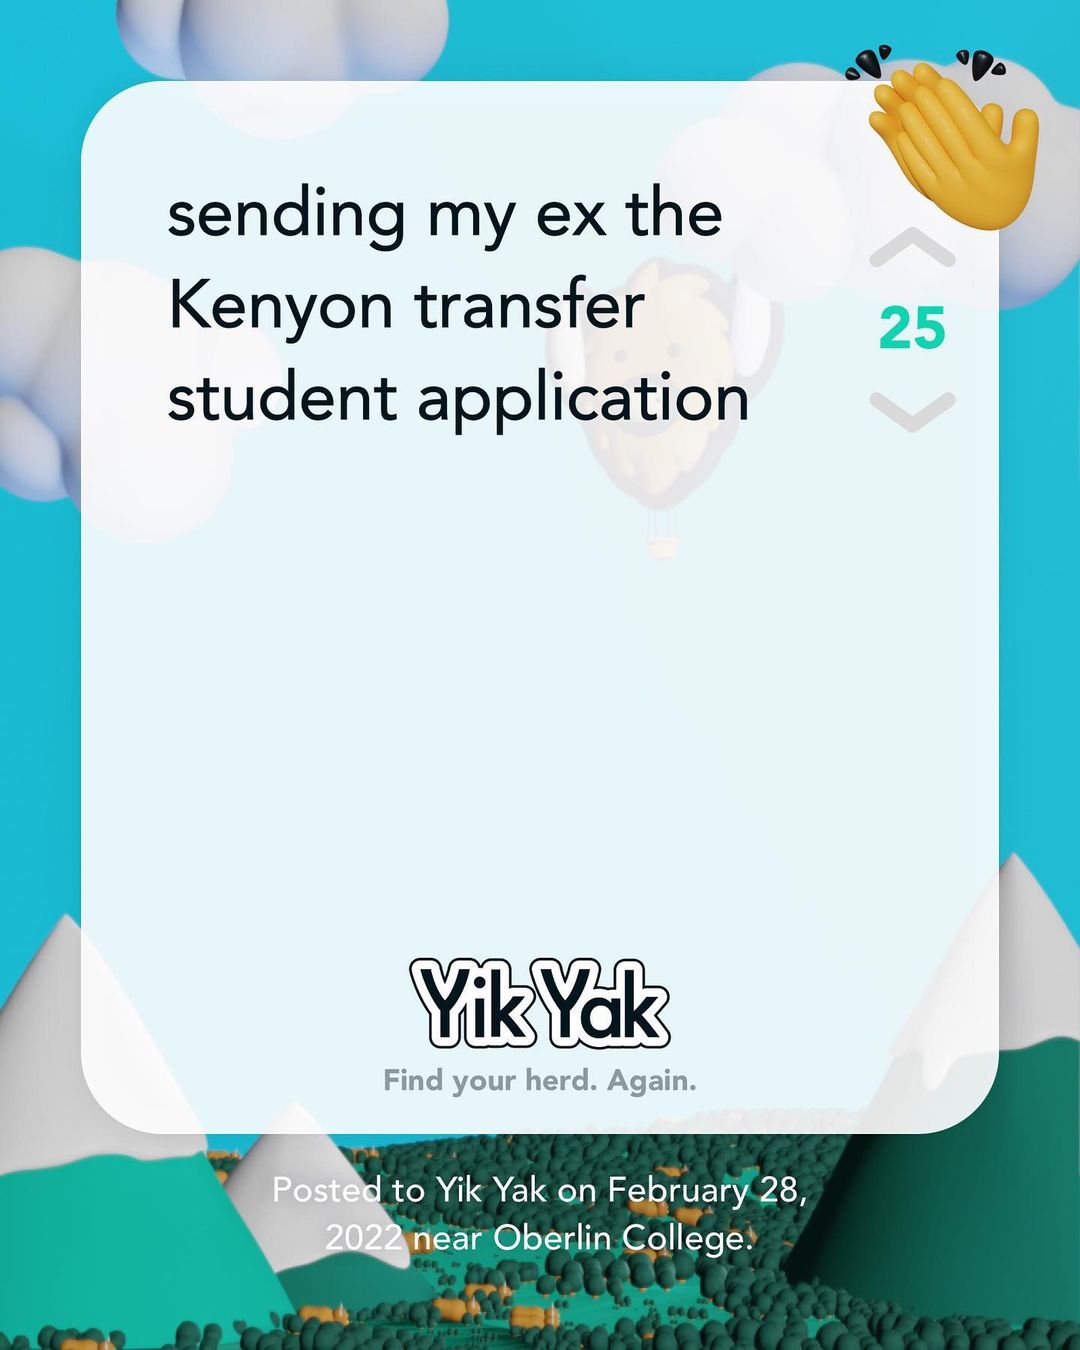 sending my ex the
Kenyon transfer
student application
25
Yik Yak
Find your herd. Again.
Posted to Yik Yak on February 28,
2022 near Oberlin College.